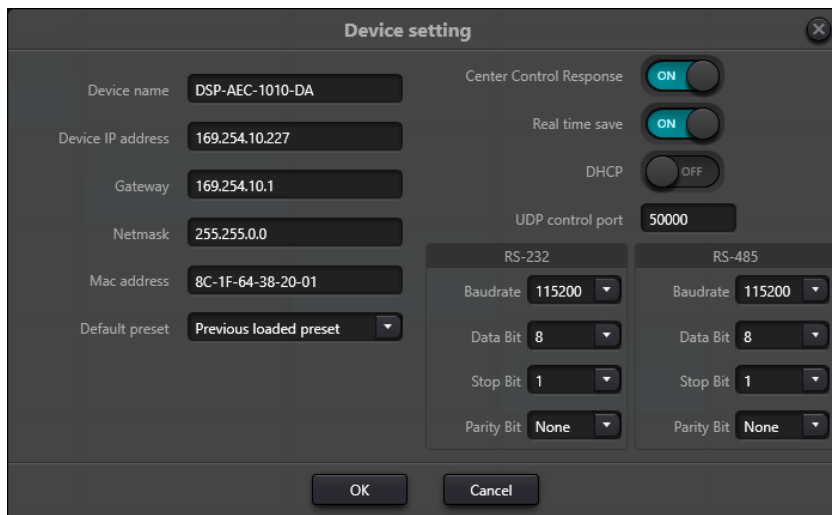 Device setting
Device name DSP-AEC-1010-DA
Device IP address 169.254.10.227
Gateway 169.254.10.1
Netmask 255.255.0.0
Mac address 8C-1F-64-38-20-01
Default preset Previous loaded preset
Center Control Response ON
Real time save ON
DHCP OFF
UDP control port 50000
RS-232
Baudrate 115200
Data Bit 8
Stop Bit 1
Parity Bit None
RS-485
Baudrate 115200
Data Bit 8
Stop Bit 1
Parity Bit None
OK Cancel